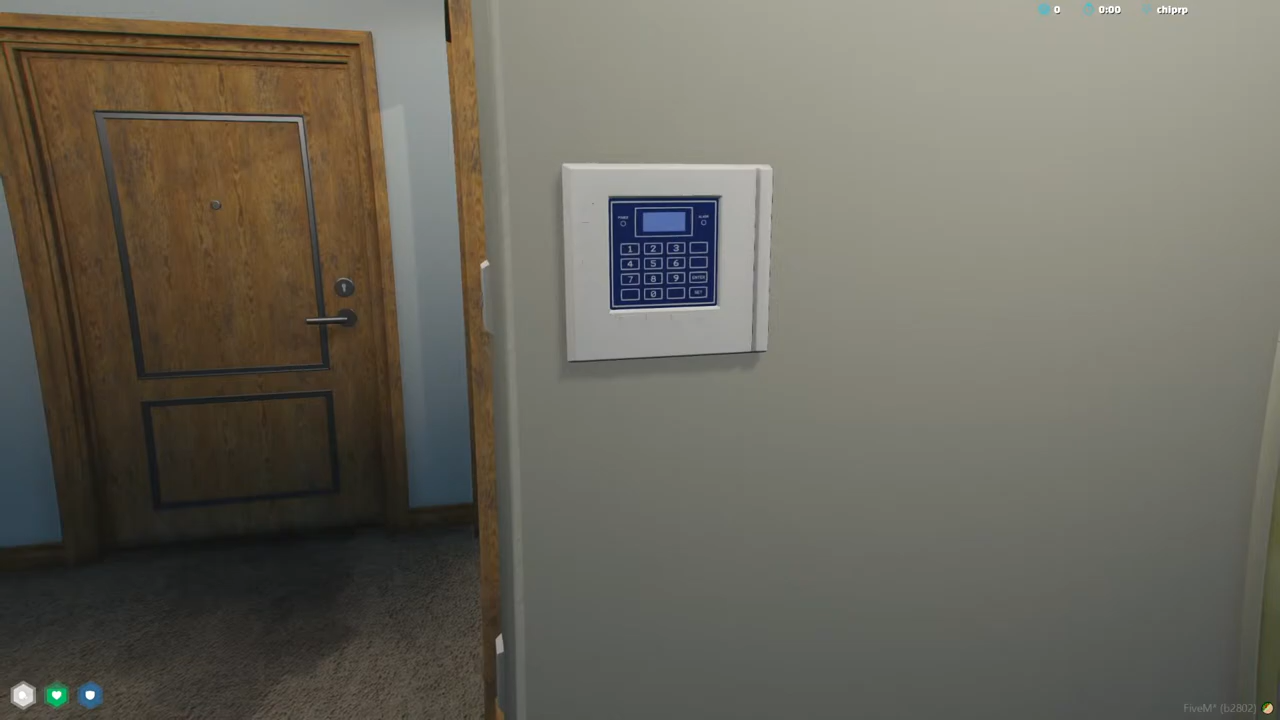 0 0:00 chiprp
POWER ALARM
1 2 3
4 5 6
7 8 9 ENTER
0 SET
FiveM* (b2802)